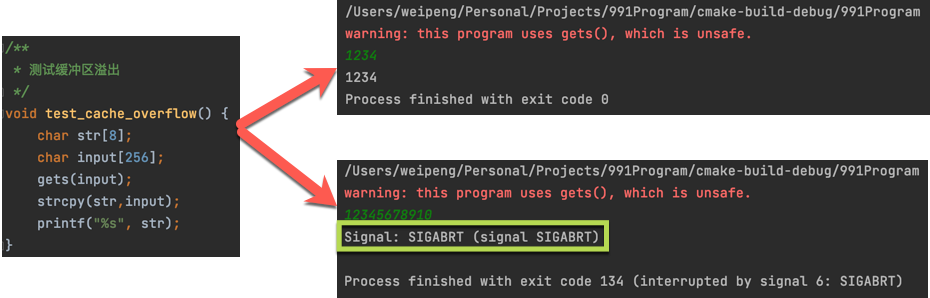 /**
 * 测试缓冲区溢出
 */
void test_cache_overflow() {
    char str[8];
    char input[256];
    gets(input);
    strcpy(str,input);
    printf("%s", str);
}
/Users/weipeng/Personal/Projects/991Program/cmake-build-debug/991Program
warning: this program uses gets(), which is unsafe.
1234
1234
Process finished with exit code 0
/Users/weipeng/Personal/Projects/991Program/cmake-build-debug/991Program
warning: this program uses gets(), which is unsafe.
12345678910
Signal: SIGABRT (signal SIGABRT)
Process finished with exit code 134 (interrupted by signal 6: SIGABRT)